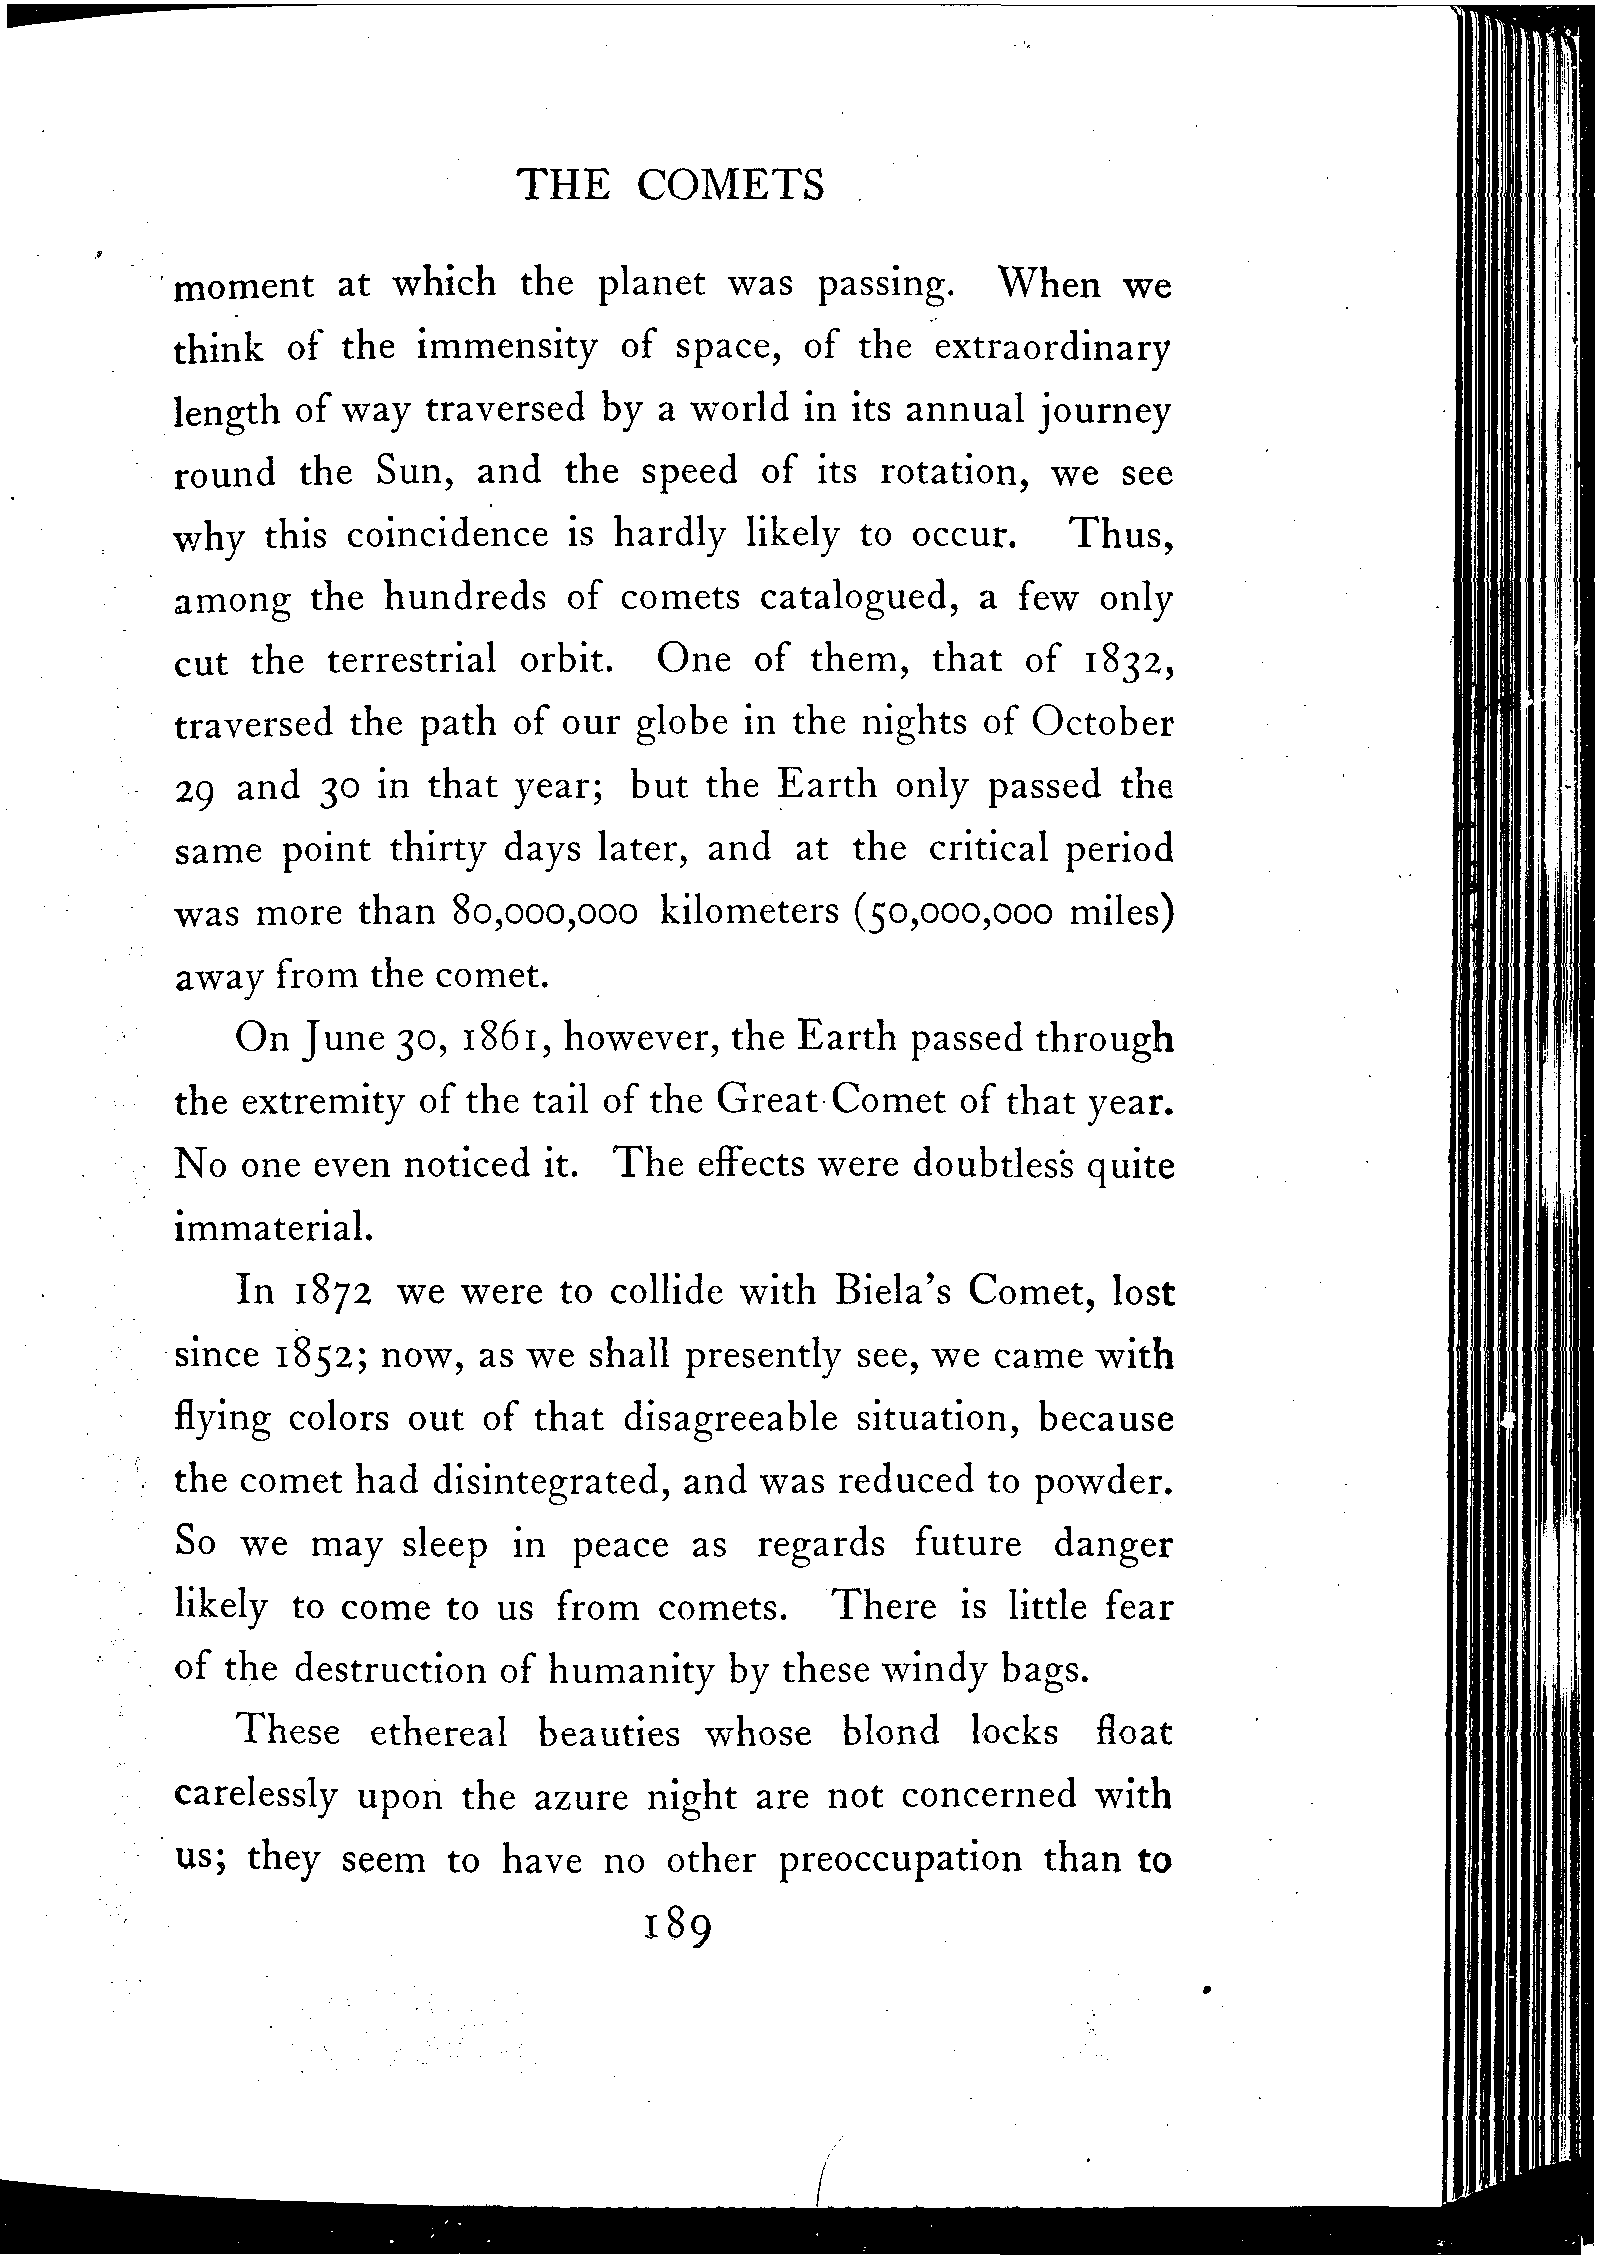 THE COMETS
moment at which the planet was passing. When we
think of the immensity of space, of the extraordinary
length of way traversed by a world in its annual journey
round the Sun, and the speed of its rotation, we see
why this coincidence is hardly likely to occur. Thus,
among the hundreds of comets catalogued, a few only
cut the terrestrial orbit. One of them, that of 1832,
traversed the path of our globe in the nights of October
29 and 30 in that year; but the Earth only passed the
same point thirty days later, and at the critical period
was more than 80,000,000 kilometers (50,000,000 miles)
away from the comet.
On June 30, 1861, however, the Earth passed through
the extremity of the tail of the Great Comet of that year.
No one even noticed it. The effects were doubtless quite
immaterial.
In 1872 we were to collide with Biela's Comet, lost
since 1852; now, as we shall presently see, we came with
flying colors out of that disagreeable situation, because
the comet had disintegrated, and was reduced to powder.
So we may sleep in peace as regards future danger
likely to come to us from comets. There is little fear
of the destruction of humanity by these windy bags.
These ethereal beauties whose blond locks float
carelessly upon the azure night are not concerned with
us; they seem to have no other preoccupation than to
189